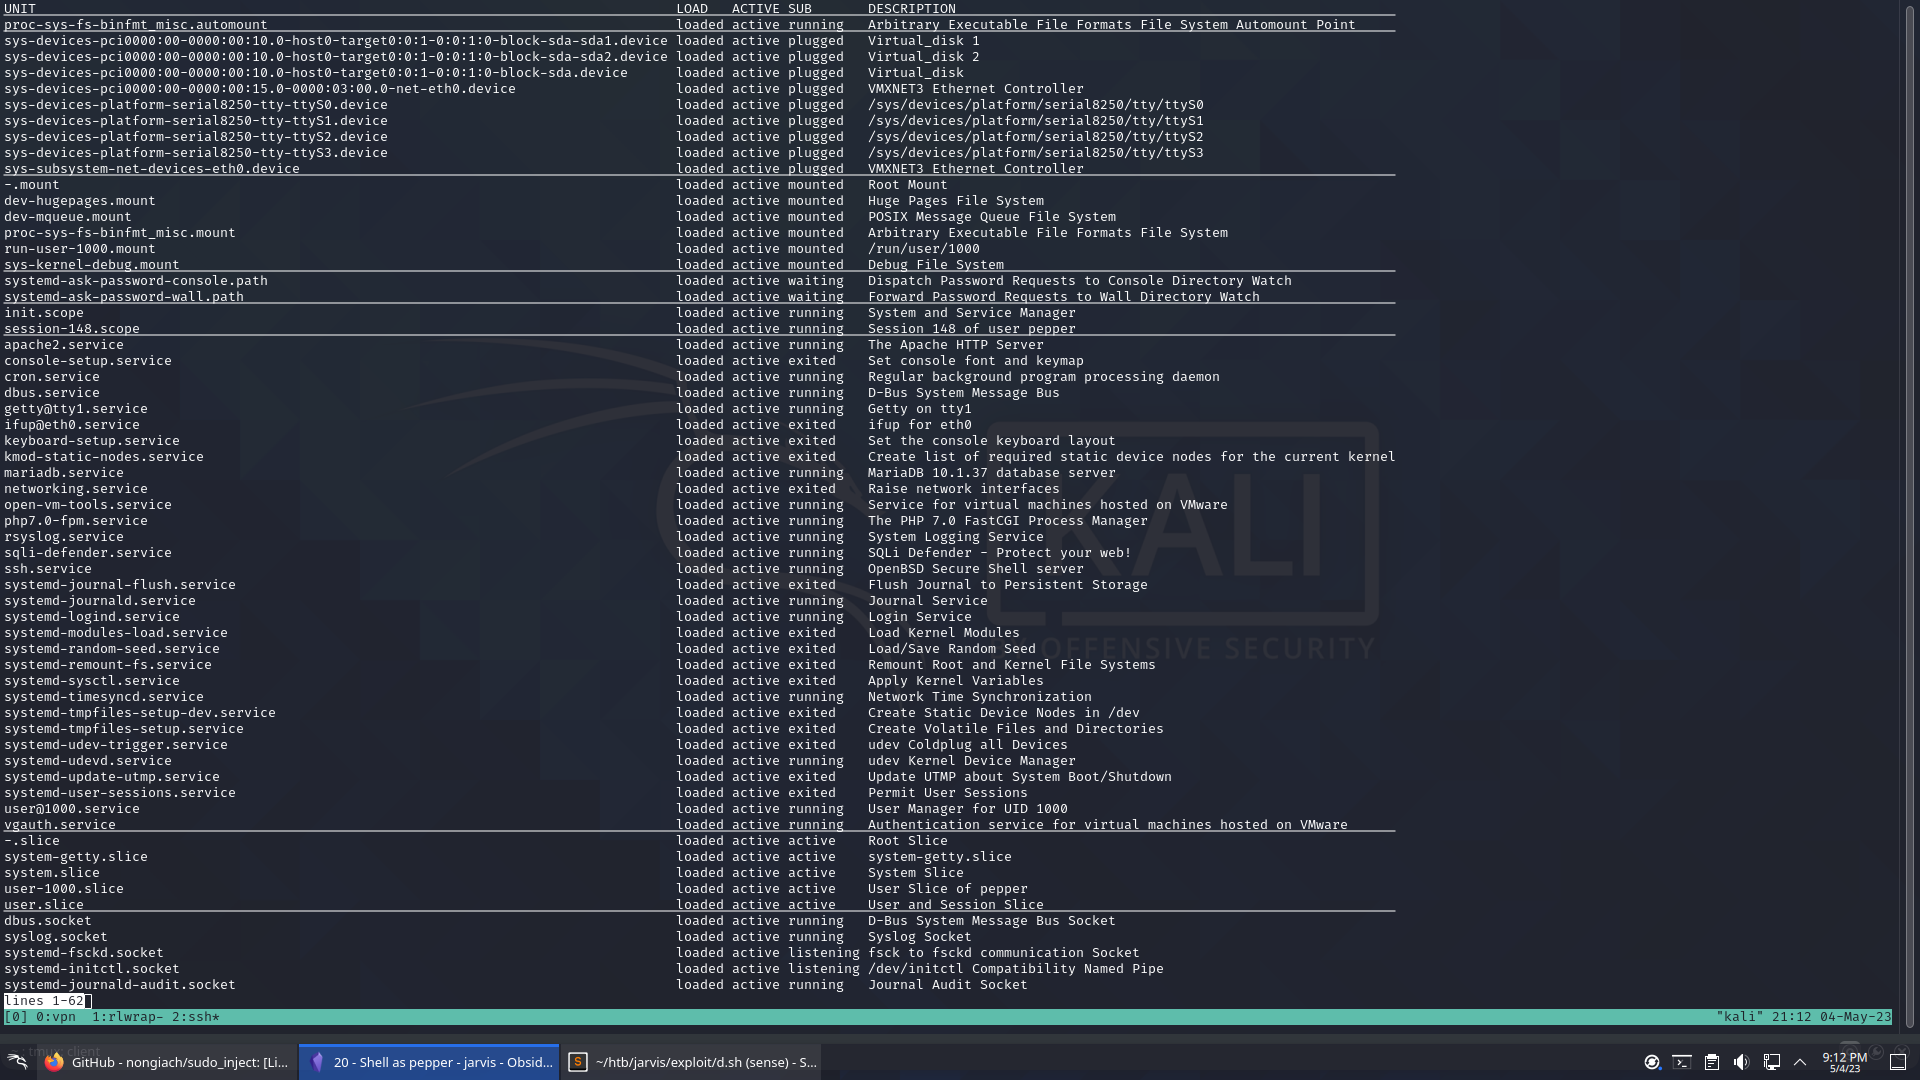 UNIT LOAD ACTIVE SUB DESCRIPTION
proc-sys-fs-binfmt_misc.automount loaded active running Arbitrary Executable File Formats File System Automount Point
sys-devices-pci0000:00-0000:00:10.0-host0-target0:0:1-0:0:1:0-block-sda-sda1.device loaded active plugged Virtual_disk 1
sys-devices-pci0000:00-0000:00:10.0-host0-target0:0:1-0:0:1:0-block-sda-sda2.device loaded active plugged Virtual_disk 2
sys-devices-pci0000:00-0000:00:10.0-host0-target0:0:1-0:0:1:0-block-sda.device loaded active plugged Virtual_disk
sys-devices-pci0000:00-0000:00:15.0-0000:03:00.0-net-eth0.device loaded active plugged VMXNET3 Ethernet Controller
sys-devices-platform-serial8250-tty-ttyS0.device loaded active plugged /sys/devices/platform/serial8250/tty/ttyS0
sys-devices-platform-serial8250-tty-ttyS1.device loaded active plugged /sys/devices/platform/serial8250/tty/ttyS1
sys-devices-platform-serial8250-tty-ttyS2.device loaded active plugged /sys/devices/platform/serial8250/tty/ttyS2
sys-devices-platform-serial8250-tty-ttyS3.device loaded active plugged /sys/devices/platform/serial8250/tty/ttyS3
sys-subsystem-net-devices-eth0.device loaded active plugged VMXNET3 Ethernet Controller
-.mount loaded active mounted Root Mount
dev-hugepages.mount loaded active mounted Huge Pages File System
dev-mqueue.mount loaded active mounted POSIX Message Queue File System
proc-sys-fs-binfmt_misc.mount loaded active mounted Arbitrary Executable File Formats File System
run-user-1000.mount loaded active mounted /run/user/1000
sys-kernel-debug.mount loaded active mounted Debug File System
systemd-ask-password-console.path loaded active waiting Dispatch Password Requests to Console Directory Watch
systemd-ask-password-wall.path loaded active waiting Forward Password Requests to Wall Directory Watch
init.scope loaded active running System and Service Manager
session-148.scope loaded active running Session 148 of user pepper
apache2.service loaded active running The Apache HTTP Server
console-setup.service loaded active exited Set console font and keymap
cron.service loaded active running Regular background program processing daemon
dbus.service loaded active running D-Bus System Message Bus
getty@tty1.service loaded active running Getty on tty1
ifup@eth0.service loaded active exited ifup for eth0
keyboard-setup.service loaded active exited Set the console keyboard layout
kmod-static-nodes.service loaded active exited Create list of required static device nodes for the current kernel
mariadb.service loaded active running MariaDB 10.1.37 database server
networking.service loaded active exited Raise network interfaces
open-vm-tools.service loaded active running Service for virtual machines hosted on VMware
php7.0-fpm.service loaded active running The PHP 7.0 FastCGI Process Manager
rsyslog.service loaded active running System Logging Service
sqli-defender.service loaded active running SQLi Defender - Protect your web!
ssh.service loaded active running OpenBSD Secure Shell server
systemd-journal-flush.service loaded active exited Flush Journal to Persistent Storage
systemd-journald.service loaded active running Journal Service
systemd-logind.service loaded active running Login Service
systemd-modules-load.service loaded active exited Load Kernel Modules
systemd-random-seed.service loaded active exited Load/Save Random Seed
systemd-remount-fs.service loaded active exited Remount Root and Kernel File Systems
systemd-sysctl.service loaded active exited Apply Kernel Variables
systemd-timesyncd.service loaded active running Network Time Synchronization
systemd-tmpfiles-setup-dev.service loaded active exited Create Static Device Nodes in /dev
systemd-tmpfiles-setup.service loaded active exited Create Volatile Files and Directories
systemd-udev-trigger.service loaded active exited udev Coldplug all Devices
systemd-udevd.service loaded active running udev Kernel Device Manager
systemd-update-utmp.service loaded active exited Update UTMP about System Boot/Shutdown
systemd-user-sessions.service loaded active exited Permit User Sessions
user@1000.service loaded active running User Manager for UID 1000
vgauth.service loaded active running Authentication service for virtual machines hosted on VMware
-.slice loaded active active Root Slice
system-getty.slice loaded active active system-getty.slice
system.slice loaded active active System Slice
user-1000.slice loaded active active User Slice of pepper
user.slice loaded active active User and Session Slice
dbus.socket loaded active running D-Bus System Message Bus Socket
syslog.socket loaded active running Syslog Socket
systemd-fsckd.socket loaded active listening fsck to fsckd communication Socket
systemd-initctl.socket loaded active listening /dev/initctl Compatibility Named Pipe
systemd-journald-audit.socket loaded active running Journal Audit Socket
lines 1-62
[0] 0:vpn 1:rlwrap- 2:ssh* "kali" 21:12 04-May-23
KALI
OFFENSIVE SECURITY
GitHub - nongiach/sudo_inject: [Li... 20 - Shell as pepper - jarvis - Obsid... ~/htb/jarvis/exploit/d.sh (sense) - S... 9:12 PM
5/4/23